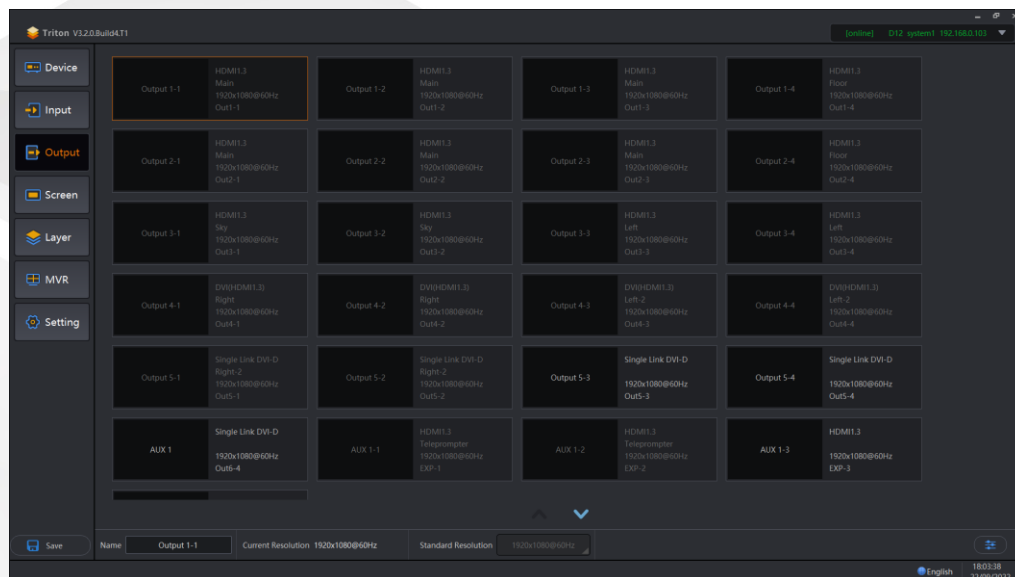 Triton V3.2.0.Build4.T1
[online] D12 system1 192.168.0.103
Device
Input
Output
Screen
Layer
MVR
Setting
Output 1-1
HDMI1.3
Main
1920x1080@60Hz
Out1-1
Output 1-2
HDMI1.3
Main
1920x1080@60Hz
Out1-2
Output 1-3
HDMI1.3
Main
1920x1080@60Hz
Out1-3
Output 1-4
HDMI1.3
Floor
1920x1080@60Hz
Out1-4
Output 2-1
HDMI1.3
Main
1920x1080@60Hz
Out2-1
Output 2-2
HDMI1.3
Main
1920x1080@60Hz
Out2-2
Output 2-3
HDMI1.3
Main
1920x1080@60Hz
Out2-3
Output 2-4
HDMI1.3
Floor
1920x1080@60Hz
Out2-4
Output 3-1
HDMI1.3
Sky
1920x1080@60Hz
Out3-1
Output 3-2
HDMI1.3
Sky
1920x1080@60Hz
Out3-2
Output 3-3
HDMI1.3
Left
1920x1080@60Hz
Out3-3
Output 3-4
HDMI1.3
Left
1920x1080@60Hz
Out3-4
Output 4-1
DVI(HDMI1.3)
Right
1920x1080@60Hz
Out4-1
Output 4-2
DVI(HDMI1.3)
Right
1920x1080@60Hz
Out4-2
Output 4-3
DVI(HDMI1.3)
Left-2
1920x1080@60Hz
Out4-3
Output 4-4
DVI(HDMI1.3)
Left-2
1920x1080@60Hz
Out4-4
Output 5-1
Single Link DVI-D
Right-2
1920x1080@60Hz
Out5-1
Output 5-2
Single Link DVI-D
Right-2
1920x1080@60Hz
Out5-2
Output 5-3
Single Link DVI-D
1920x1080@60Hz
Out5-3
Output 5-4
Single Link DVI-D
1920x1080@60Hz
Out5-4
AUX 1
Single Link DVI-D
1920x1080@60Hz
Out6-4
AUX 1-1
HDMI1.3
Teleprompter
1920x1080@60Hz
EXP-1
AUX 1-2
HDMI1.3
Teleprompter
1920x1080@60Hz
EXP-2
AUX 1-3
HDMI1.3
1920x1080@60Hz
EXP-3
Save
Name Output 1-1 Current Resolution 1920x1080@60Hz Standard Resolution 1920x1080@60Hz
English
18:03:38
22/09/2022